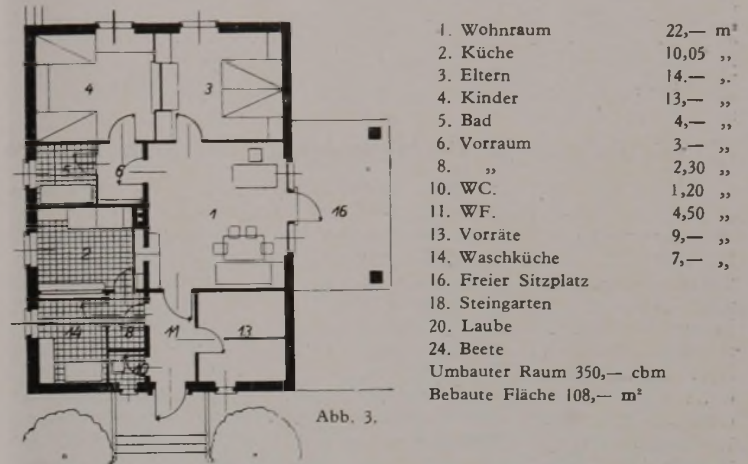 1. Wohnraum 22,— m²
2. Küche 10,05 „
3. Eltern 14.— „
4. Kinder 13,— „
5. Bad 4,— „
6. Vorraum 3.— „
8. „ 2,30 „
10. WC. 1,20 „
11. WF. 4,50 „
13. Vorräte 9,— „
14. Waschküche 7,— „
16. Freier Sitzplatz
18. Steingarten
20. Laube
24. Beete
Umbauter Raum 350,— cbm
Bebaute Fläche 108,— m²
4
3
5
6
1
16
2
14
8
11
13
10
Abb. 3.